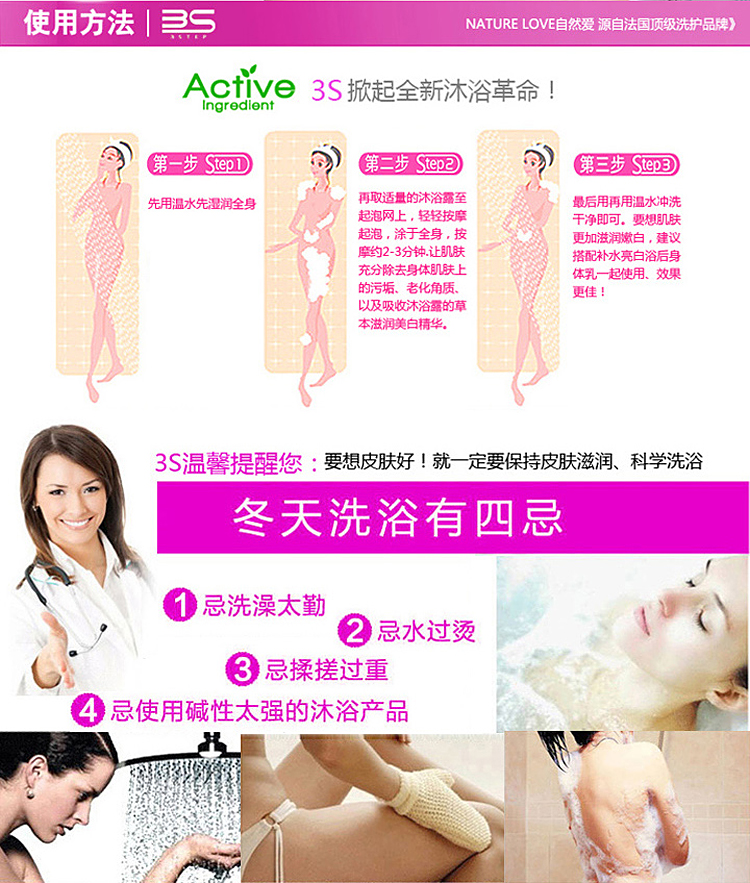 使用方法 | 3S
3STEP
NATURE LOVE自然爱 源自法国顶级洗护品牌》
Active
Ingredient
3S掀起全新沐浴革命！
第一步 Step1
先用温水先湿润全身
第二步 Step2
再取适量的沐浴露至
起泡网上，轻轻按摩
起泡，涂于全身，按
摩约2-3分钟.让肌肤
充分除去身体肌肤上
的污垢、老化角质、
以及吸收沐浴露的草
本滋润美白精华。
第三步 Step3
最后用再用温水冲洗
干净即可。要想肌肤
更加滋润嫩白，建议
搭配补水亮白浴后身
体乳一起使用、效果
更佳！
3S温馨提醒您：要想皮肤好！就一定要保持皮肤滋润、科学洗浴
冬天洗浴有四忌
1 忌洗澡太勤
2 忌水过烫
3 忌揉搓过重
4 忌使用碱性太强的沐浴产品